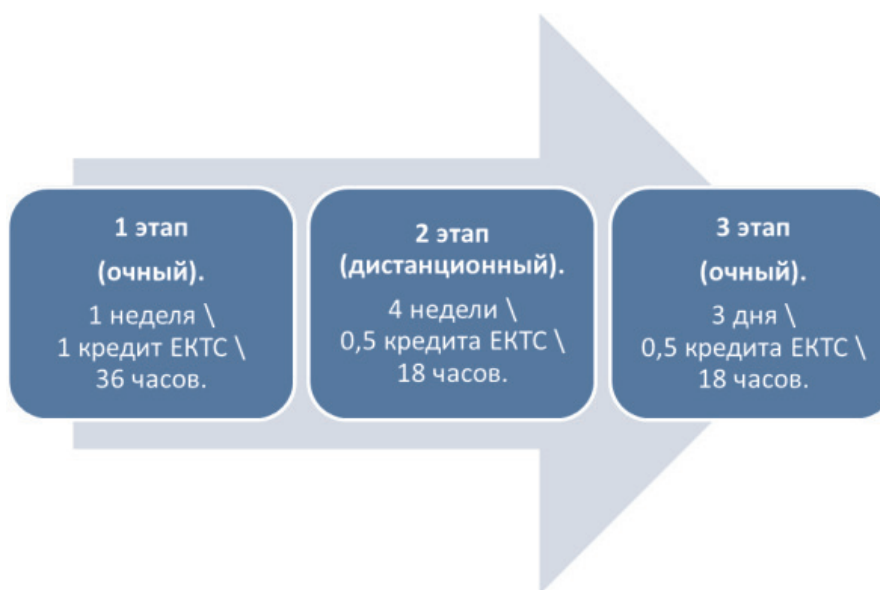 1 этап
(очный).
1 неделя \
1 кредит ЕКТС \
36 часов.
2 этап
(дистанционный).
4 недели \
0,5 кредита ЕКТС \
18 часов.
3 этап
(очный).
3 дня \
0,5 кредита ЕКТС \
18 часов.